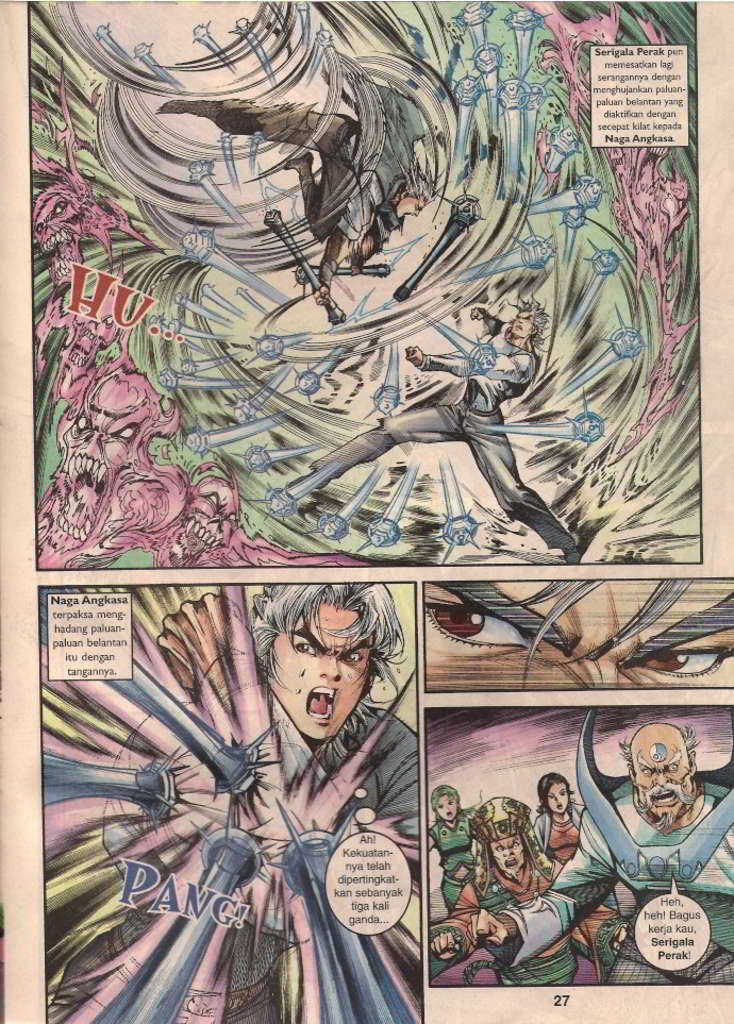 Serigala Perak pun
memesatkan lagi
serangannya dengan
menghujankan paluan-
paluan belantan yang
diaktifkan dengan
secepat kilat kepada
Naga Angkasa.
HU...
Naga Angkasa
terpaksa meng-
hadang paluan-
paluan belantan
itu dengan
tangannya.
Ah!
Kekuatan-
nya telah
dipertingkat-
kan sebanyak
tiga kali
ganda...
PANG!
Heh,
heh! Bagus
kerja kau,
Serigala
Perak!
27